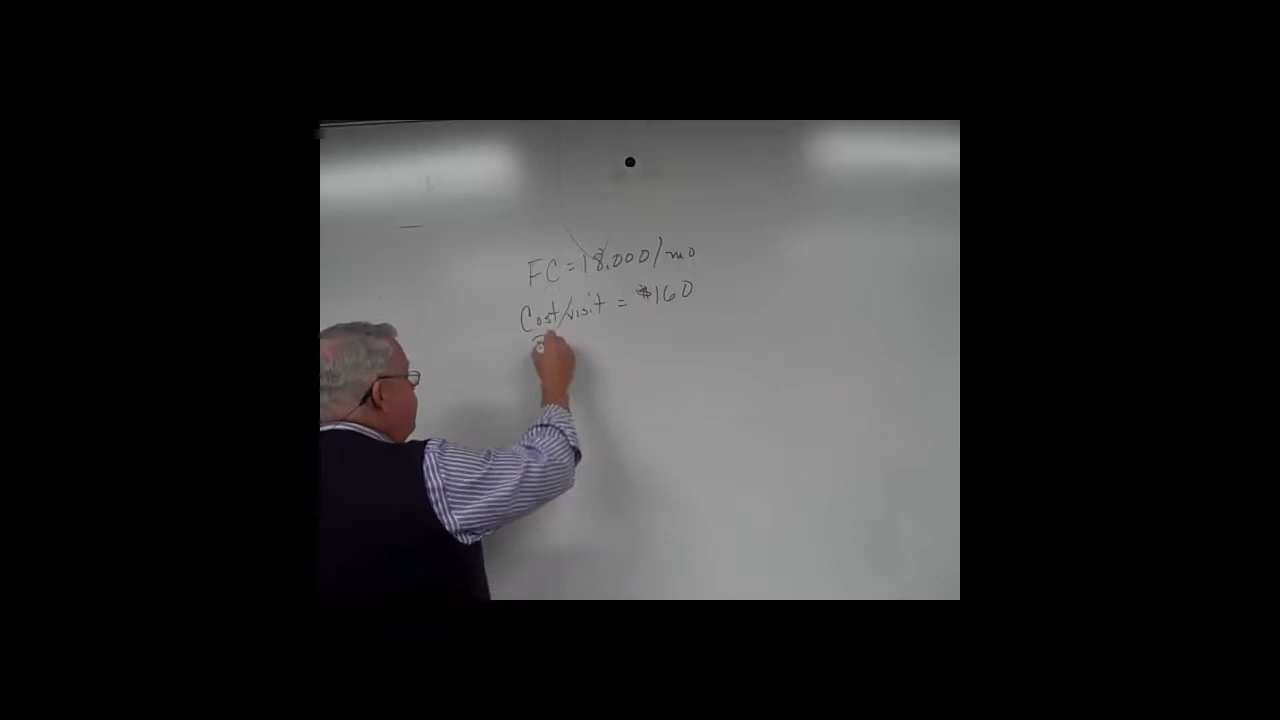 FC = 18,000/mo
Cost/visit = $160